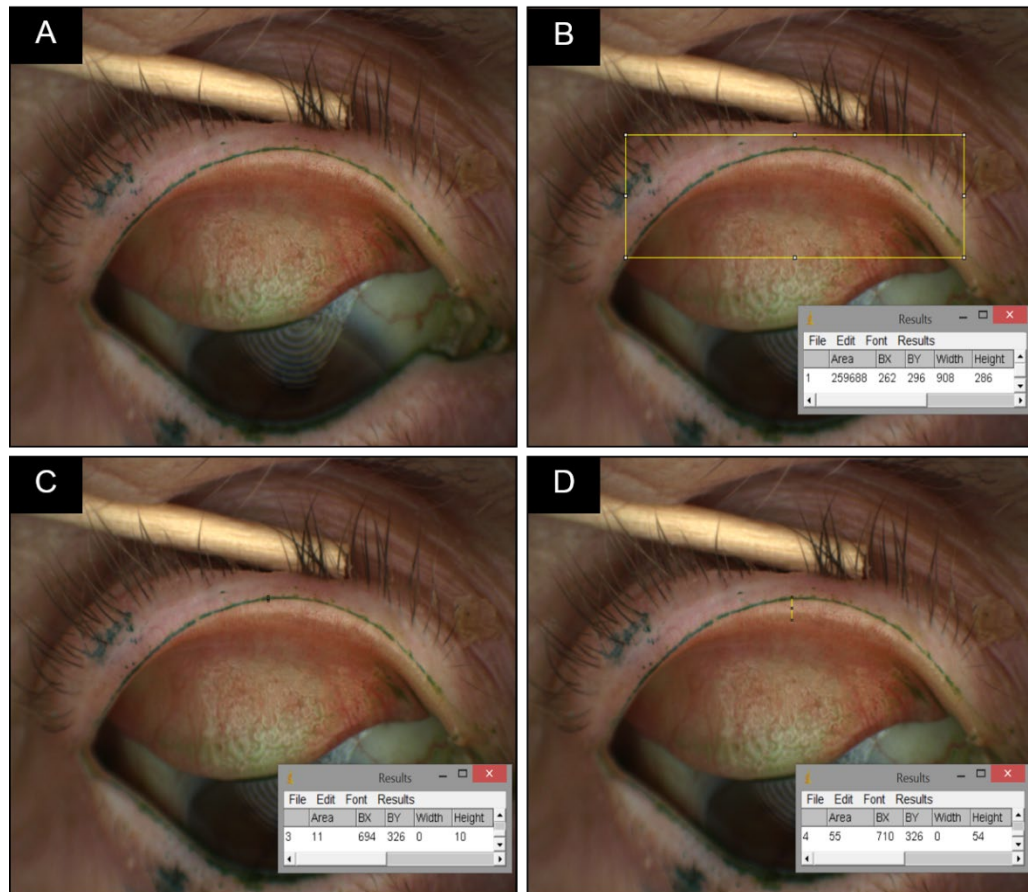 A
B
Results
File Edit Font Results
Area BX BY Width Height
1 259688 262 296 908 286
C
D
Results
File Edit Font Results
Area BX BY Width Height
3 11 694 326 0 10
Results
File Edit Font Results
Area BX BY Width Height
4 55 710 326 0 54